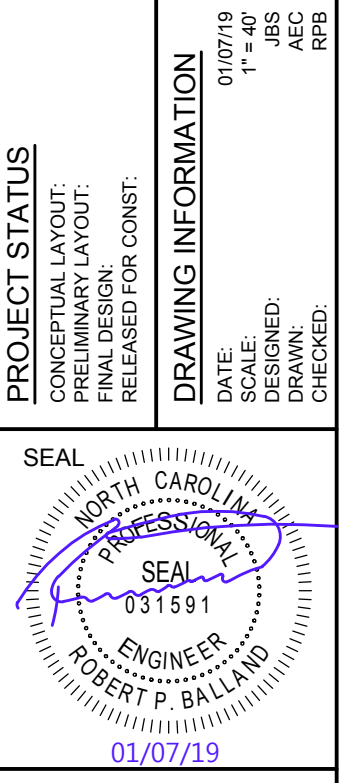 PROJECT STATUS
CONCEPTUAL LAYOUT:
PRELIMINARY LAYOUT:
FINAL DESIGN:
RELEASED FOR CONST:
DRAWING INFORMATION
DATE: 01/07/19
SCALE: 1" = 40'
DESIGNED: JBS
DRAWN: AEC
CHECKED: RPB
SEAL
NORTH CAROLINA
PROFESSIONAL
SEAL
031591
ENGINEER
ROBERT P. BALLAND
01/07/19